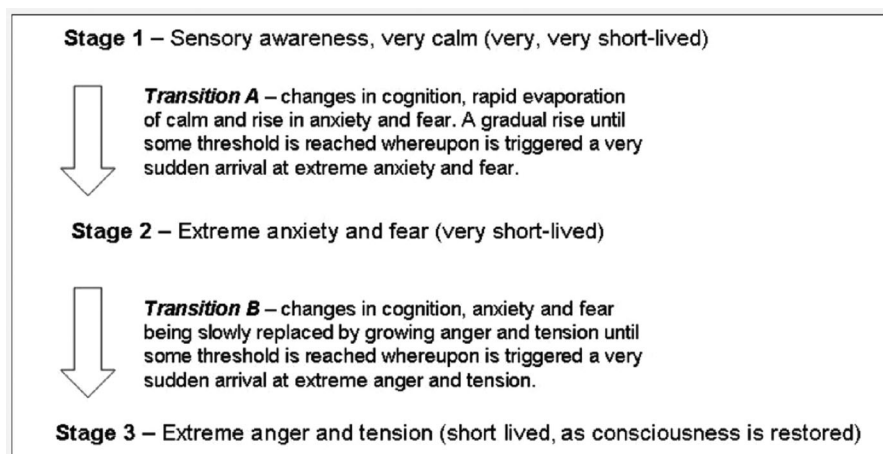 Stage 1 – Sensory awareness, very calm (very, very short-lived)
Transition A – changes in cognition, rapid evaporation
of calm and rise in anxiety and fear. A gradual rise until
some threshold is reached whereupon is triggered a very
sudden arrival at extreme anxiety and fear.
Stage 2 – Extreme anxiety and fear (very short-lived)
Transition B – changes in cognition, anxiety and fear
being slowly replaced by growing anger and tension until
some threshold is reached whereupon is triggered a very
sudden arrival at extreme anger and tension.
Stage 3 – Extreme anger and tension (short lived, as consciousness is restored)